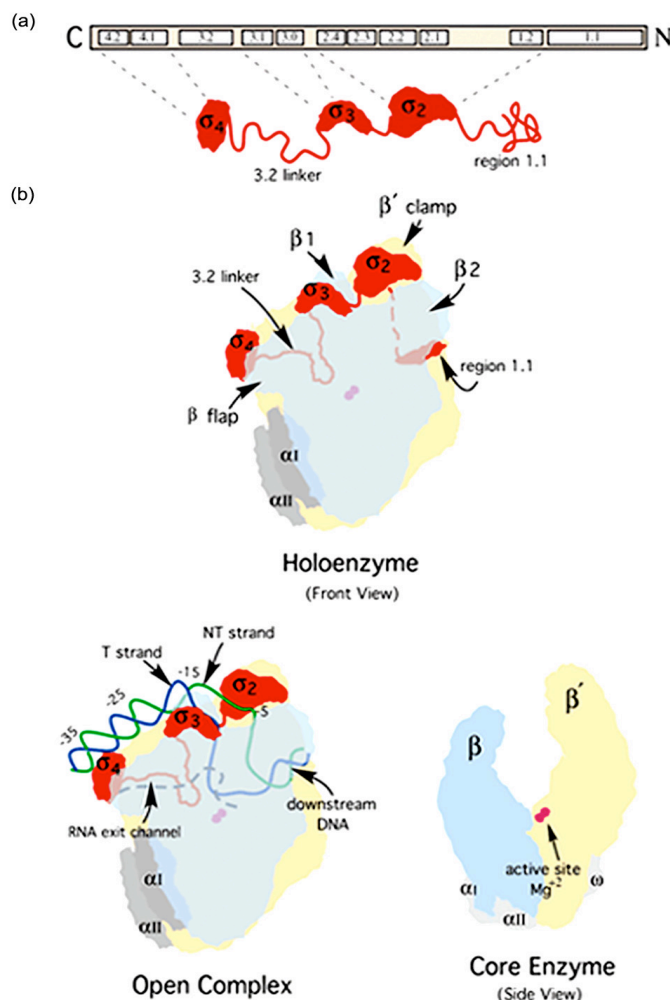 (a)
C 4.2 4.1 3.2 3.1 3.0 2.4 2.3 2.2 2.1 1.2 1.1 N
σ4 σ3 σ2
3.2 linker
region 1.1
(b)
β′ clamp
β1
σ2
β2
3.2 linker
σ3
σ4
region 1.1
β flap
αI
αII
Holoenzyme
(Front View)
NT strand
T strand
-15
-25
-35
σ2
-5
σ3
σ4
RNA exit channel
downstream
DNA
αI
αII
Open Complex
β′
β
active site
Mg+2
ω
αI
αII
Core Enzyme
(Side View)